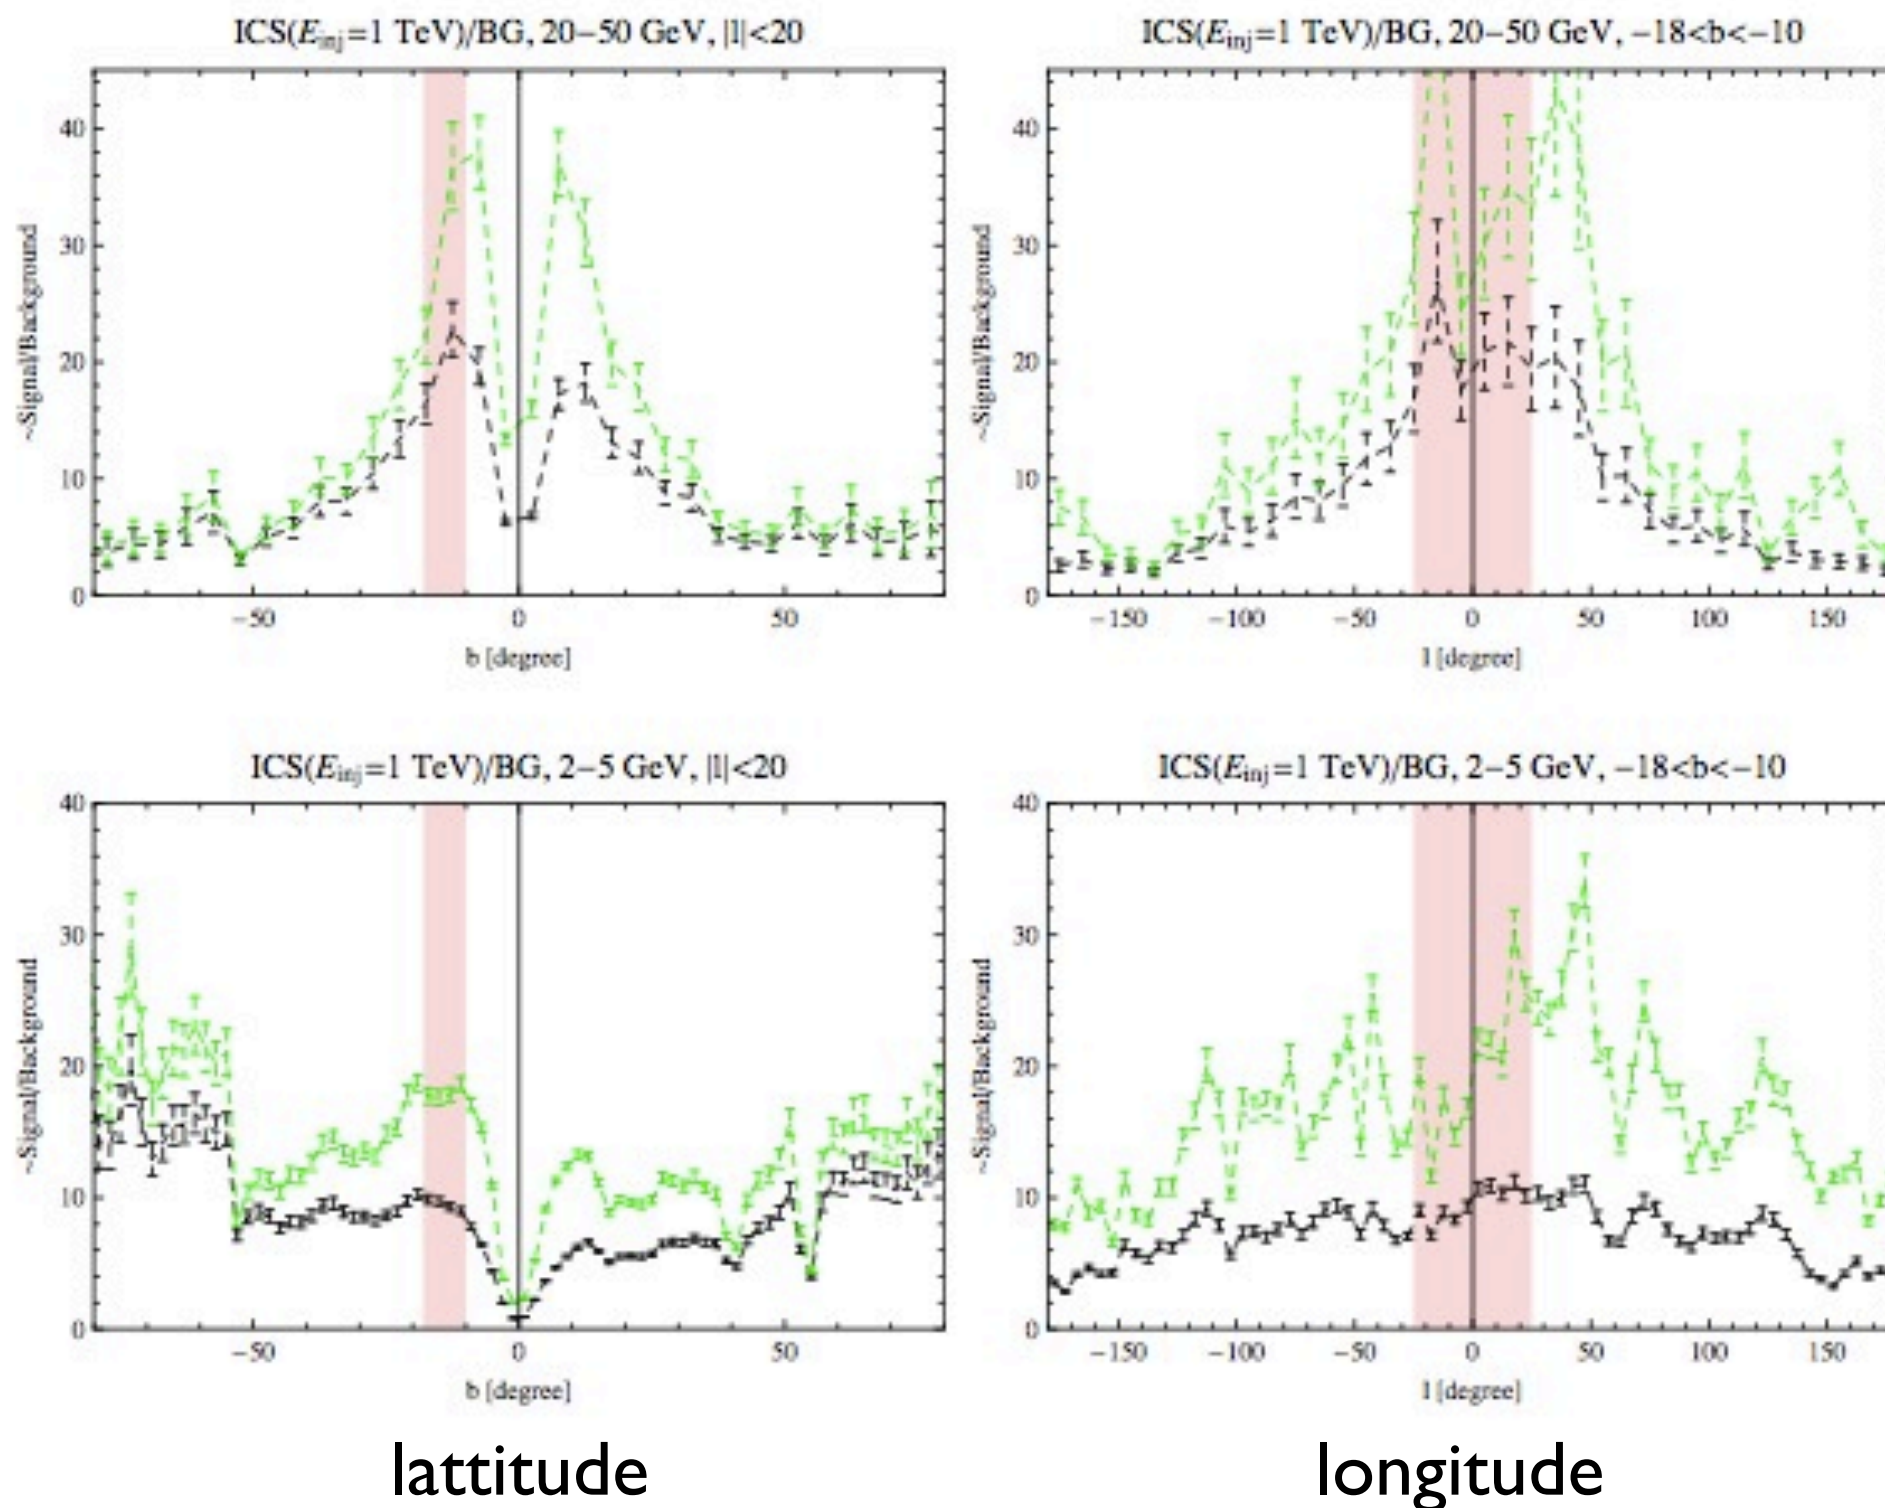 ICS(E_inj=1 TeV)/BG, 20−50 GeV, |l|<20
~Signal/Background
40
30
20
10
0
−50 0 50
b [degree]
ICS(E_inj=1 TeV)/BG, 20−50 GeV, −18<b<−10
~Signal/Background
40
30
20
10
0
−150 −100 −50 0 50 100 150
l [degree]
ICS(E_inj=1 TeV)/BG, 2−5 GeV, |l|<20
~Signal/Background
40
30
20
10
0
−50 0 50
b [degree]
ICS(E_inj=1 TeV)/BG, 2−5 GeV, −18<b<−10
~Signal/Background
40
30
20
10
0
−150 −100 −50 0 50 100 150
l [degree]
lattitude
longitude